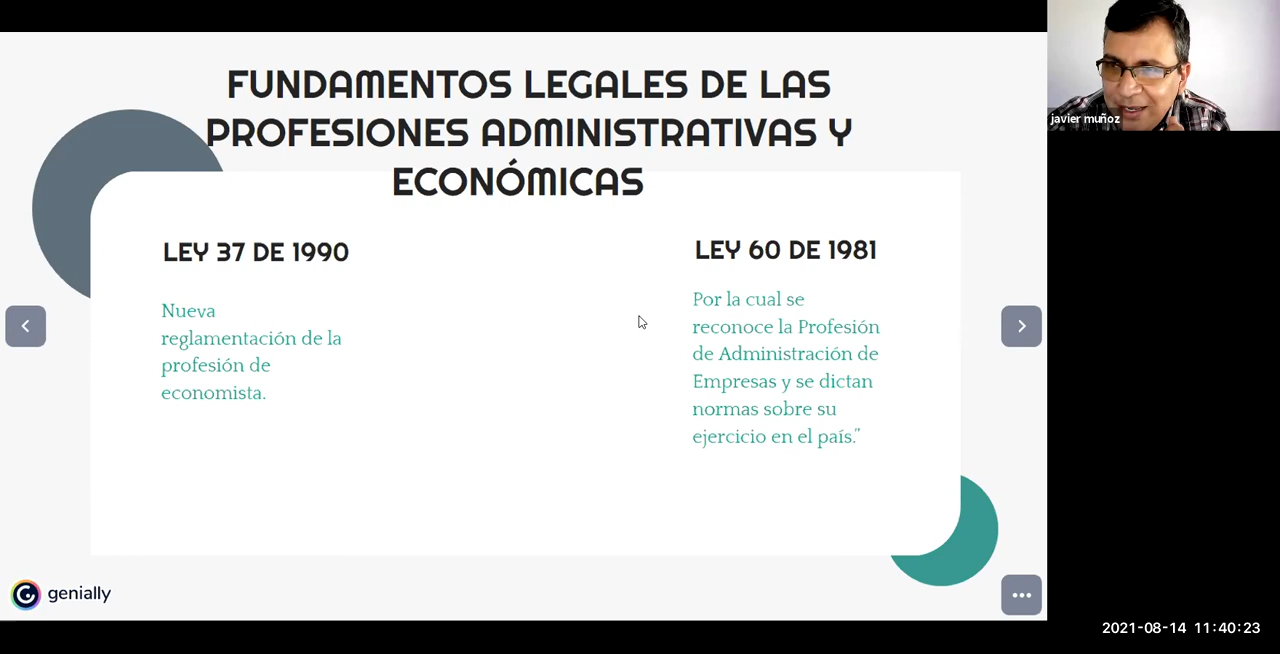 FUNDAMENTOS LEGALES DE LAS
PROFESIONES ADMINISTRATIVAS Y
ECONÓMICAS
LEY 37 DE 1990
Nueva
reglamentación de la
profesión de
economista.
LEY 60 DE 1981
Por la cual se
reconoce la Profesión
de Administración de
Empresas y se dictan
normas sobre su
ejercicio en el país.”
genially
javier muñoz
2021-08-14 11:40:23